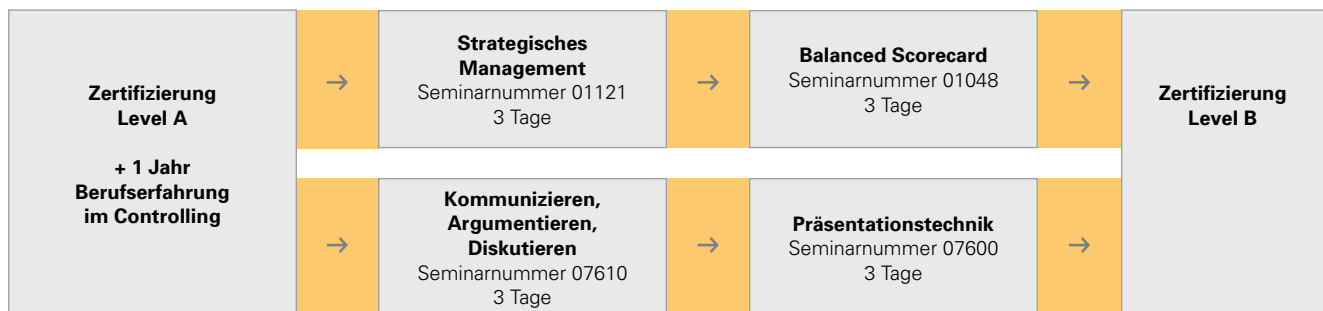 Zertifizierung
Level A
+ 1 Jahr
Berufserfahrung
im Controlling
→
Strategisches
Management
Seminarnummer 01121
3 Tage
→
Balanced Scorecard
Seminarnummer 01048
3 Tage
→
→
Kommunizieren,
Argumentieren,
Diskutieren
Seminarnummer 07610
3 Tage
→
Präsentationstechnik
Seminarnummer 07600
3 Tage
→
Zertifizierung
Level B